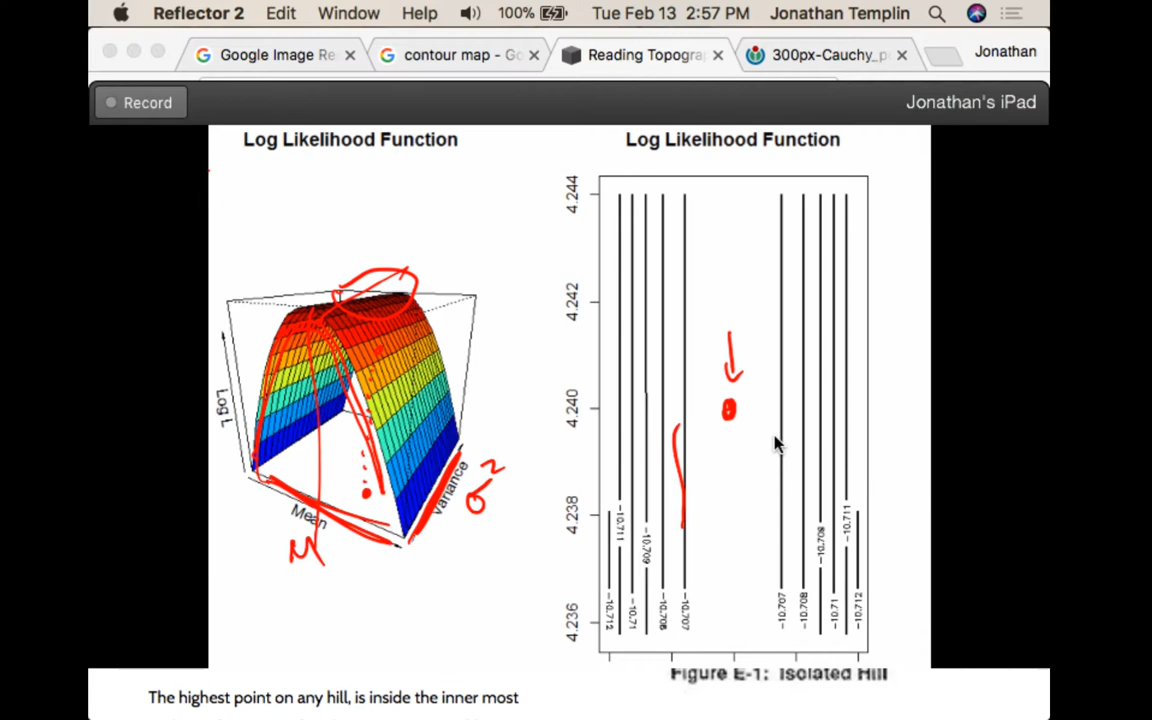 Reflector 2 Edit Window Help 100% Tue Feb 13 2:57 PM Jonathan Templin
Google Image Re
contour map - Go
Reading Topogra
300px-Cauchy_p
Jonathan
Record
Jonathan's iPad
Log Likelihood Function
Log L
Mean
Variance
M
σ²
Log Likelihood Function
4.244
4.242
4.240
4.238
4.236
-10.712
-10.711
-10.71
-10.709
-10.708
-10.707
-10.707
-10.708
-10.708
-10.71
-10.711
-10.712
Figure E-1: Isolated Hill
The highest point on any hill, is inside the inner most